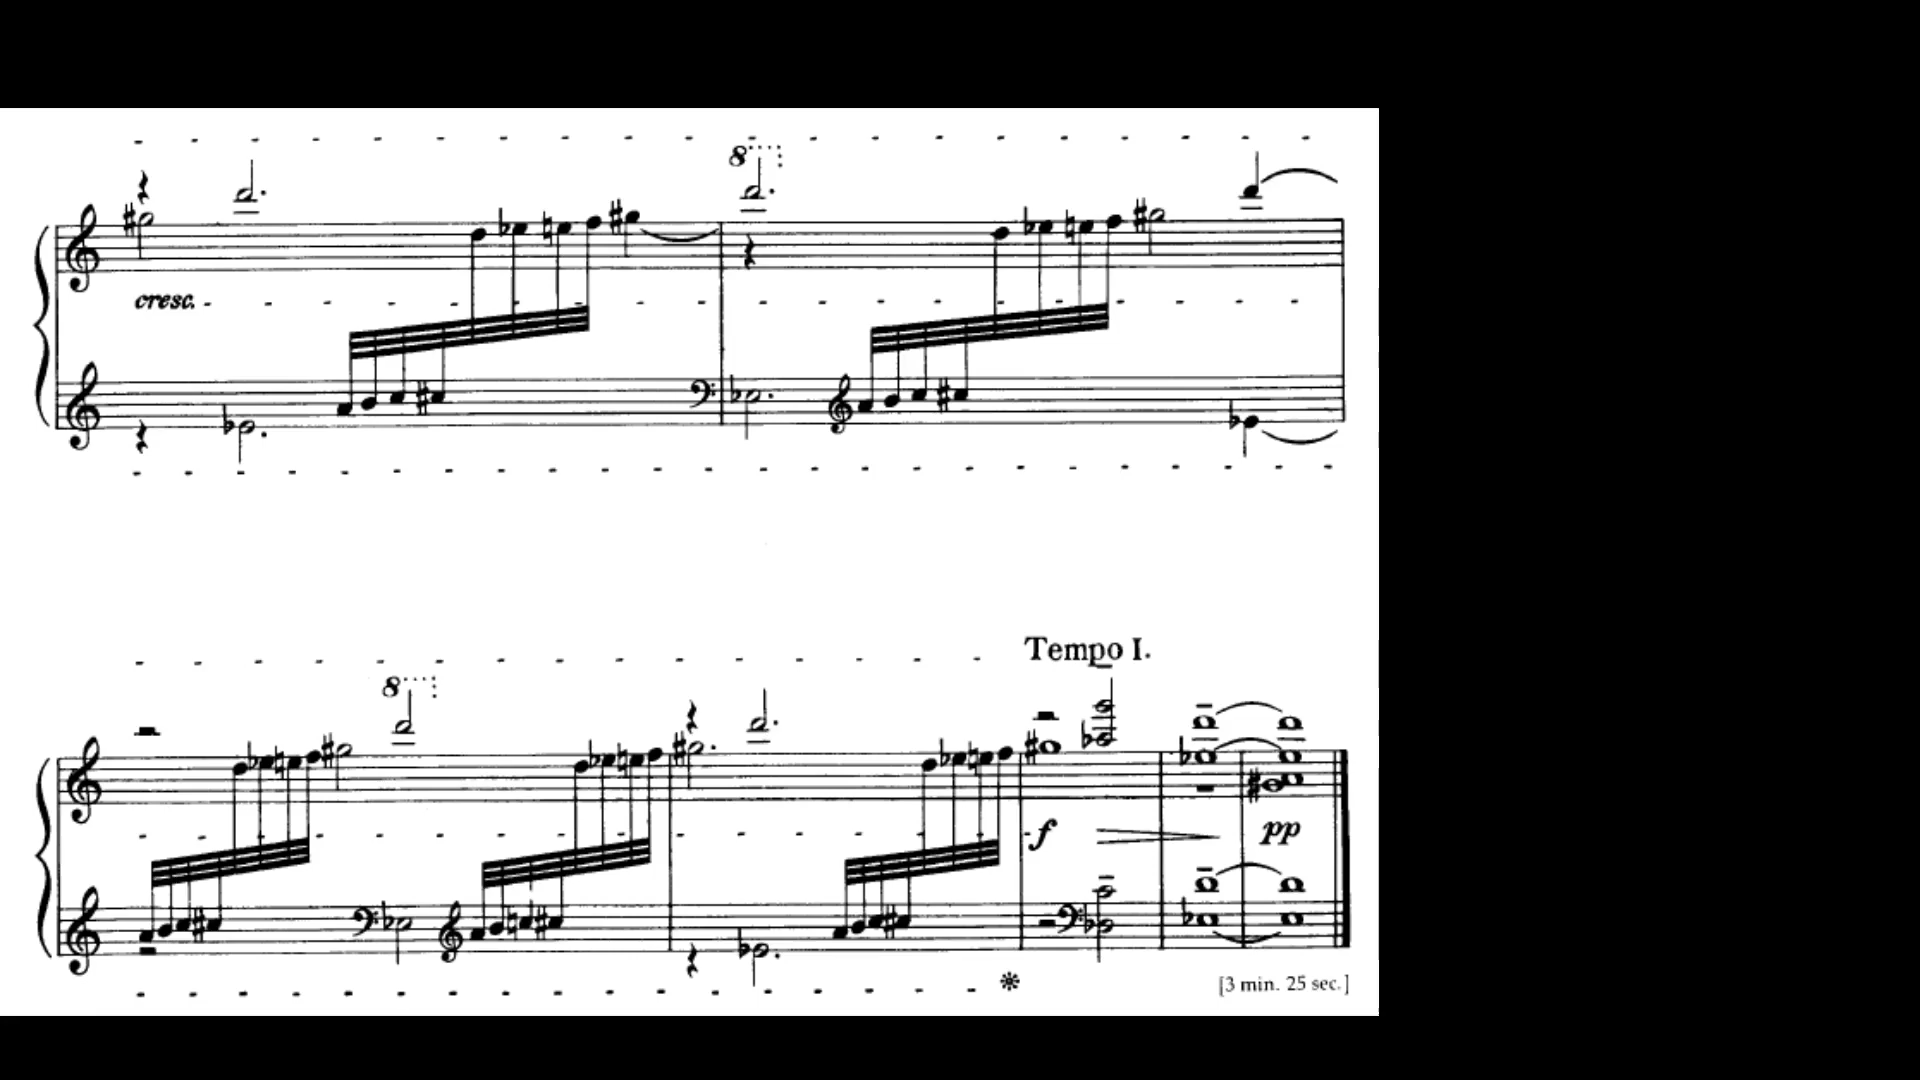 8
cresc.
Tempo I.
8
f pp
[3 min. 25 sec.]